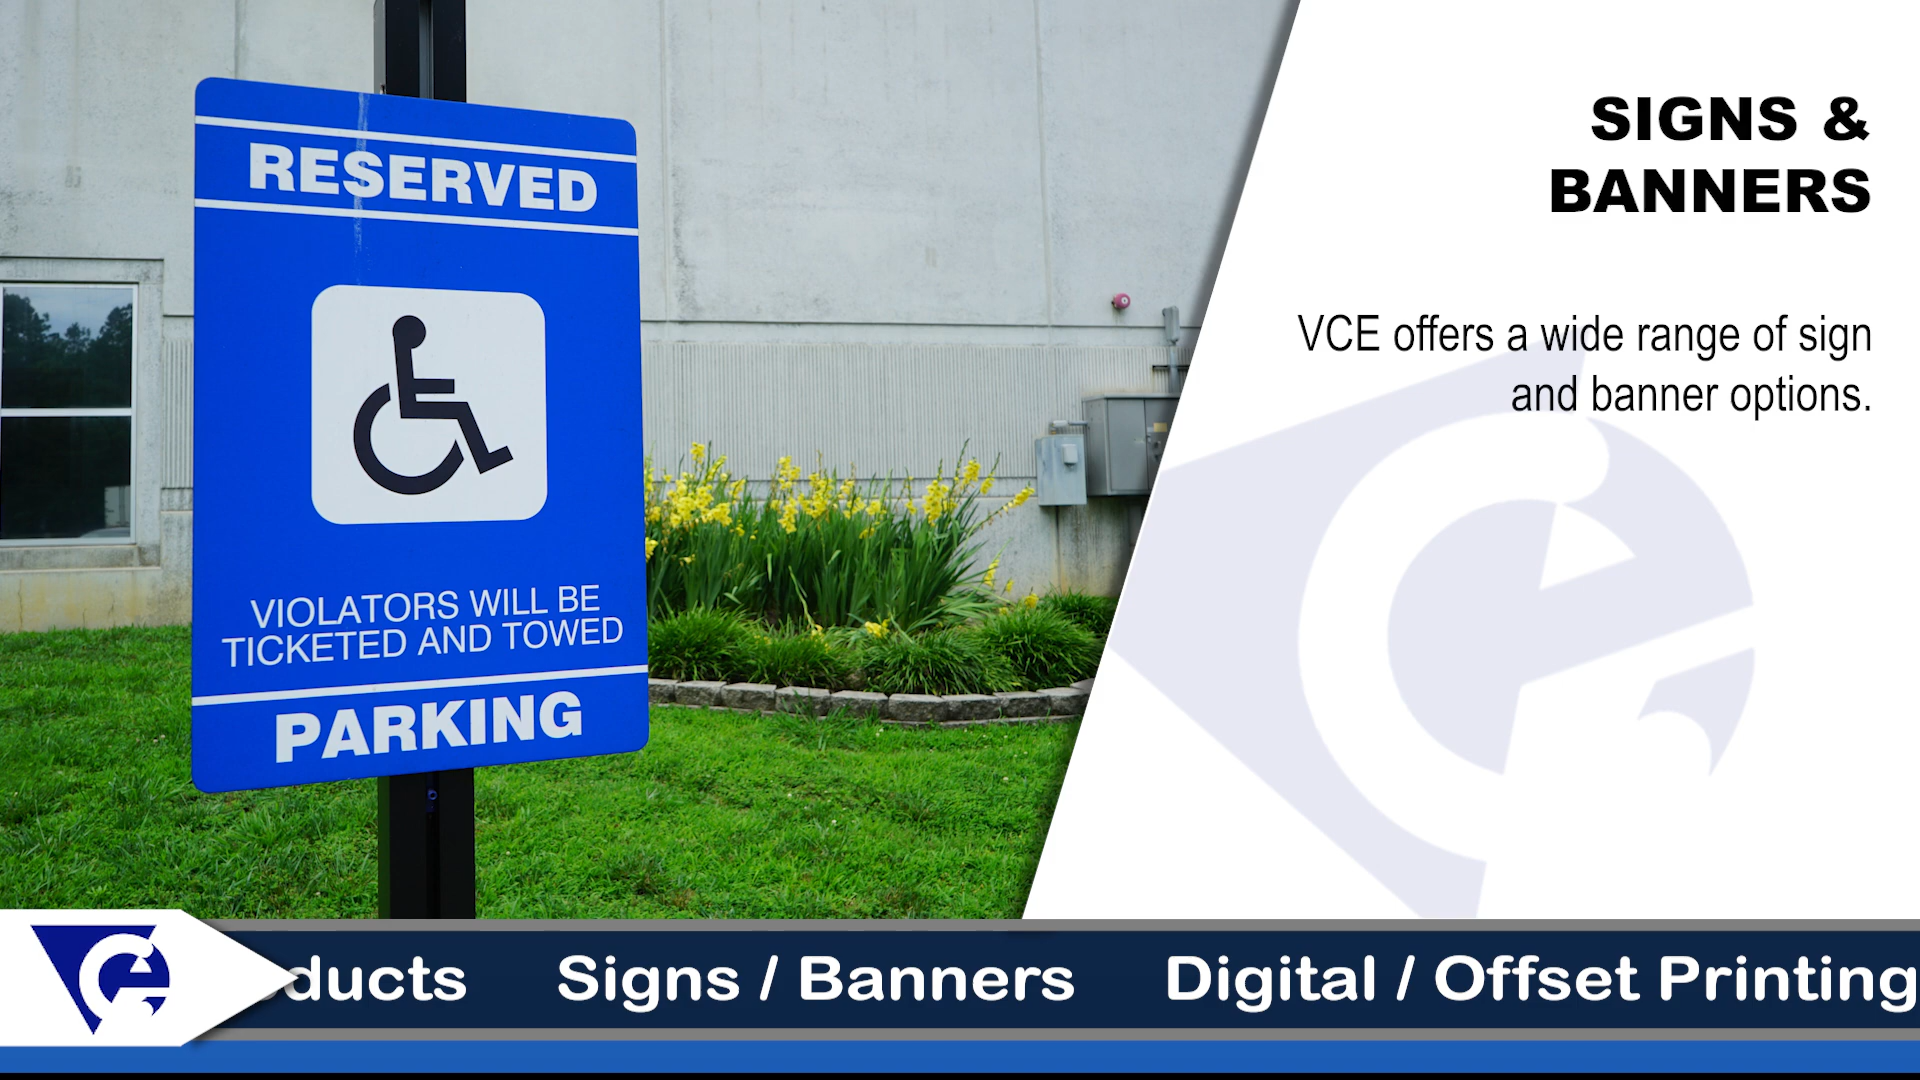 RESERVED
VIOLATORS WILL BE
TICKETED AND TOWED
PARKING
SIGNS &
BANNERS
VCE offers a wide range of sign
and banner options.
ducts Signs / Banners Digital / Offset Printing